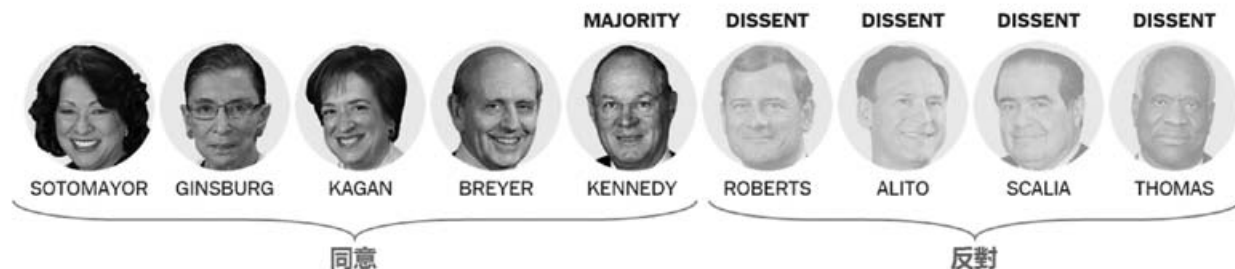 MAJORITY DISSENT DISSENT DISSENT DISSENT
SOTOMAYOR GINSBURG KAGAN BREYER KENNEDY ROBERTS ALITO SCALIA THOMAS
同意 反對